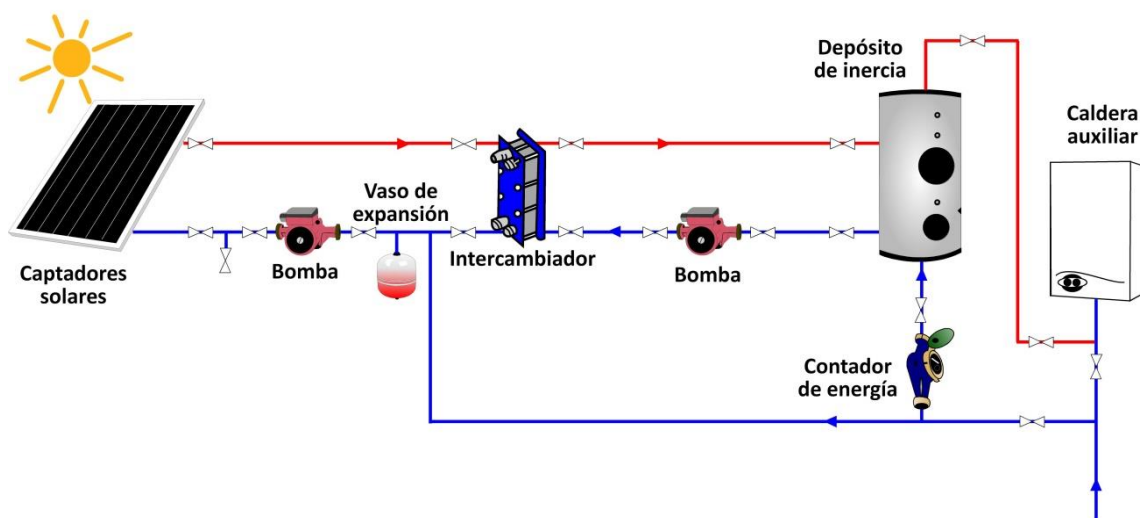 Depósito
de inercia
Caldera
auxiliar
Vaso de
expansión
Captadores
solares
Bomba
Intercambiador
Bomba
Contador
de energía